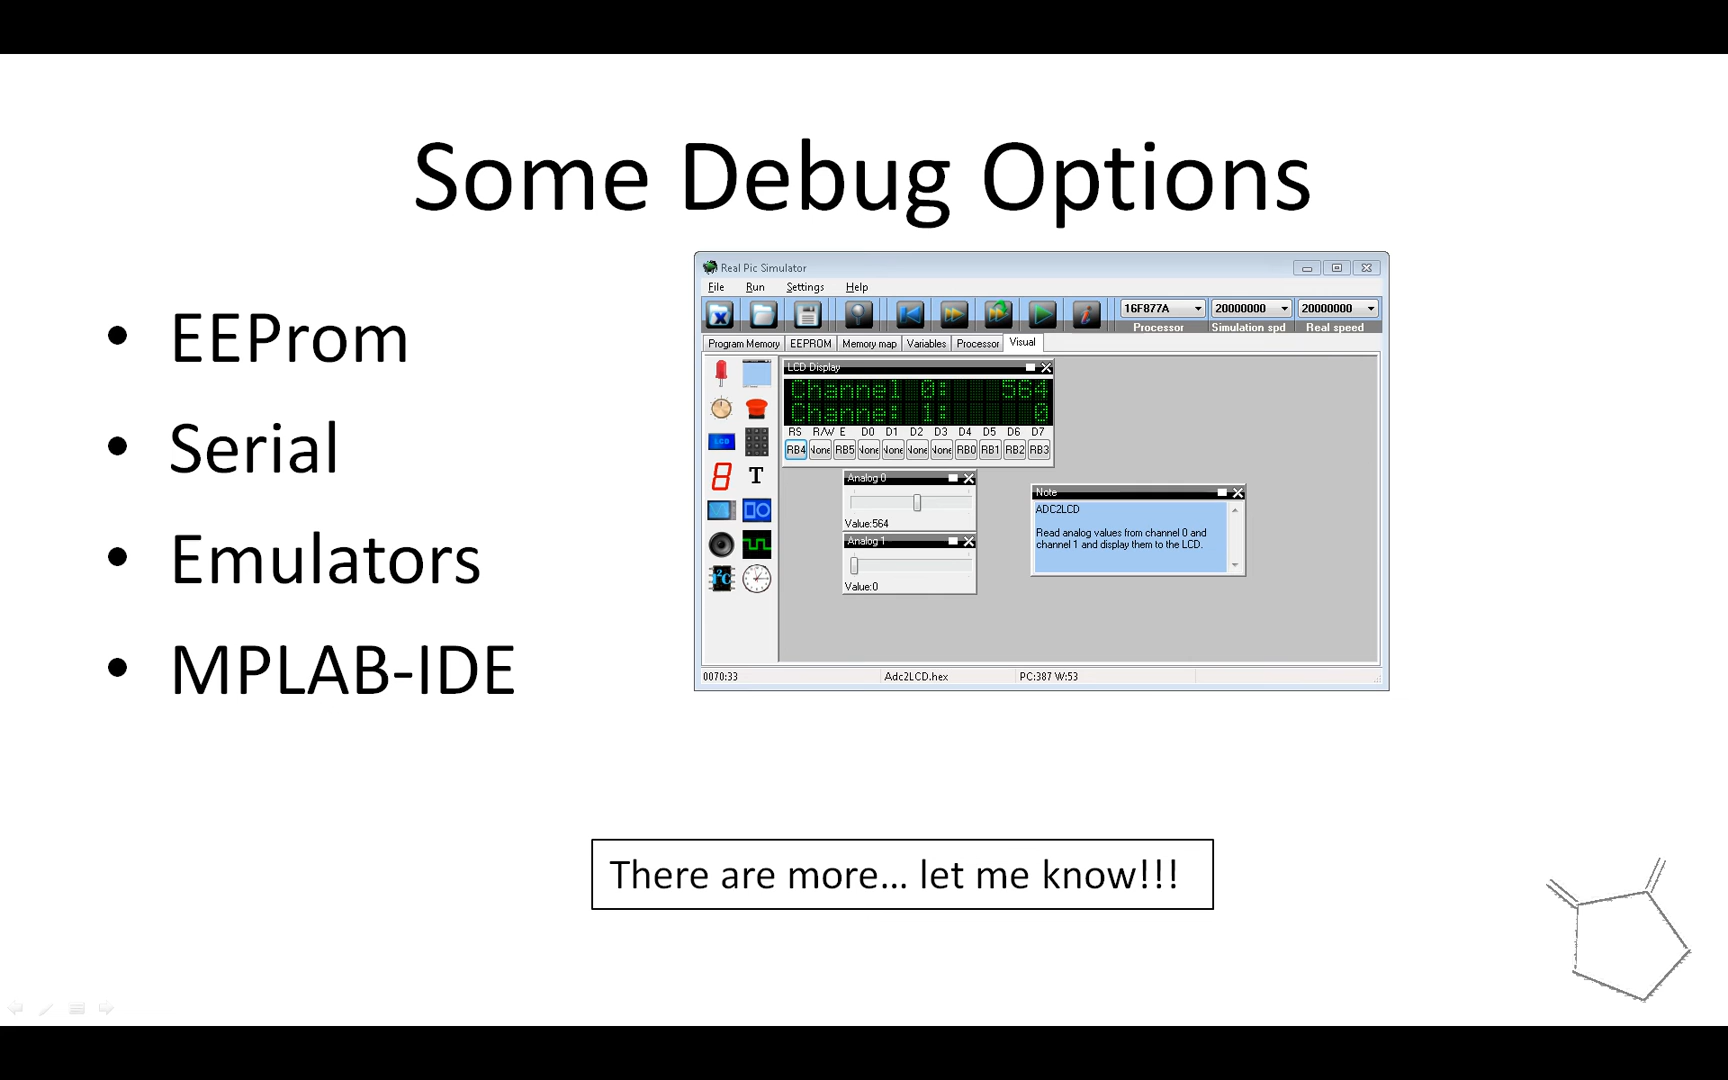 Some Debug Options
• EEProm
• Serial
• Emulators
• MPLAB-IDE
Real Pic Simulator
File Run Settings Help
16F877A 20000000 20000000
Processor Simulation spd Real speed
Program Memory EEPROM Memory map Variables Processor Visual
LCD Display
Channel 0: 564
Channe: 1: 0
RS R/W E D0 D1 D2 D3 D4 D5 D6 D7
RB4 None RB5 None None None None RB0 RB1 RB2 RB3
LCD
8 T
I²C
Analog 0
Value:564
Analog 1
Value:0
Note
ADC2LCD
Read analog values from channel 0 and
channel 1 and display them to the LCD.
0070:33 Adc2LCD.hex PC:387 W:53
There are more... let me know!!!